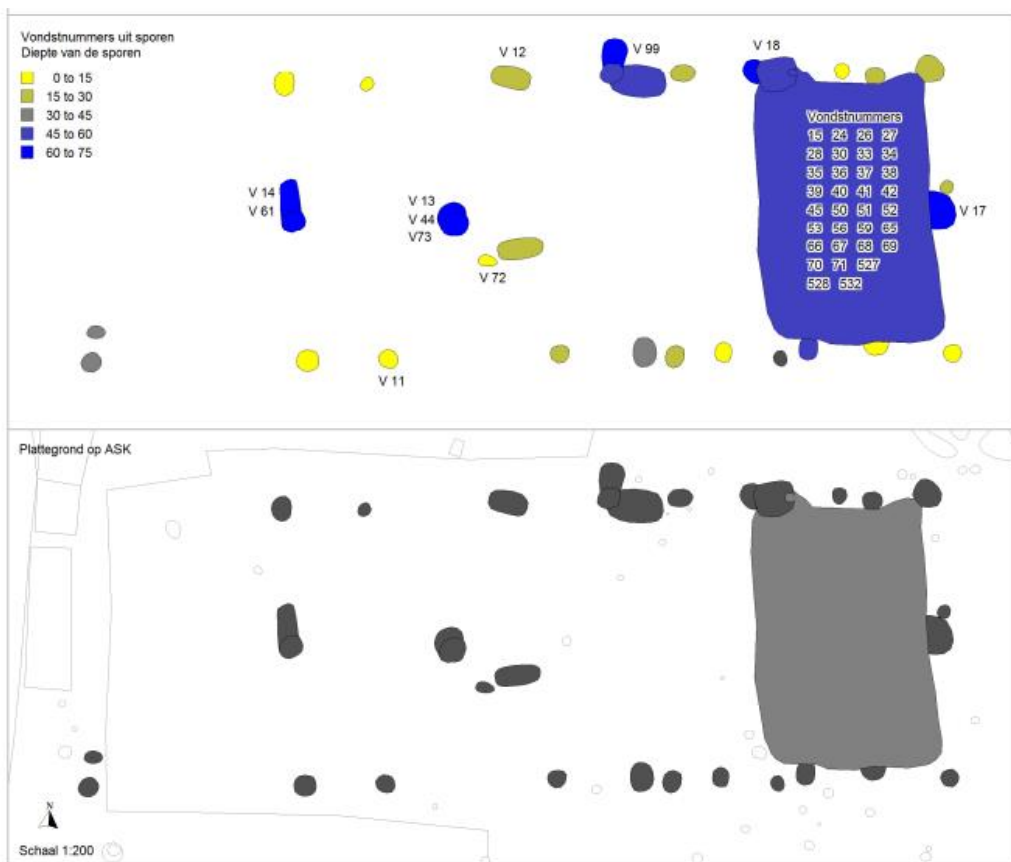 Vondstnummers uit sporen
Diepte van de sporen
0 to 15
15 to 30
30 to 45
45 to 60
60 to 75
V 12
V 99
V 18
Vondstnummers
15 24 26 27
28 30 33 34
35 36 37 38
39 40 41 42
45 50 51 52
53 56 59 65
66 67 68 69
70 71 527
528 532
V 14
V 61
V 13
V 44
V73
V 17
V 72
V 11
Plattegrond op ASK
N
Schaal 1:200